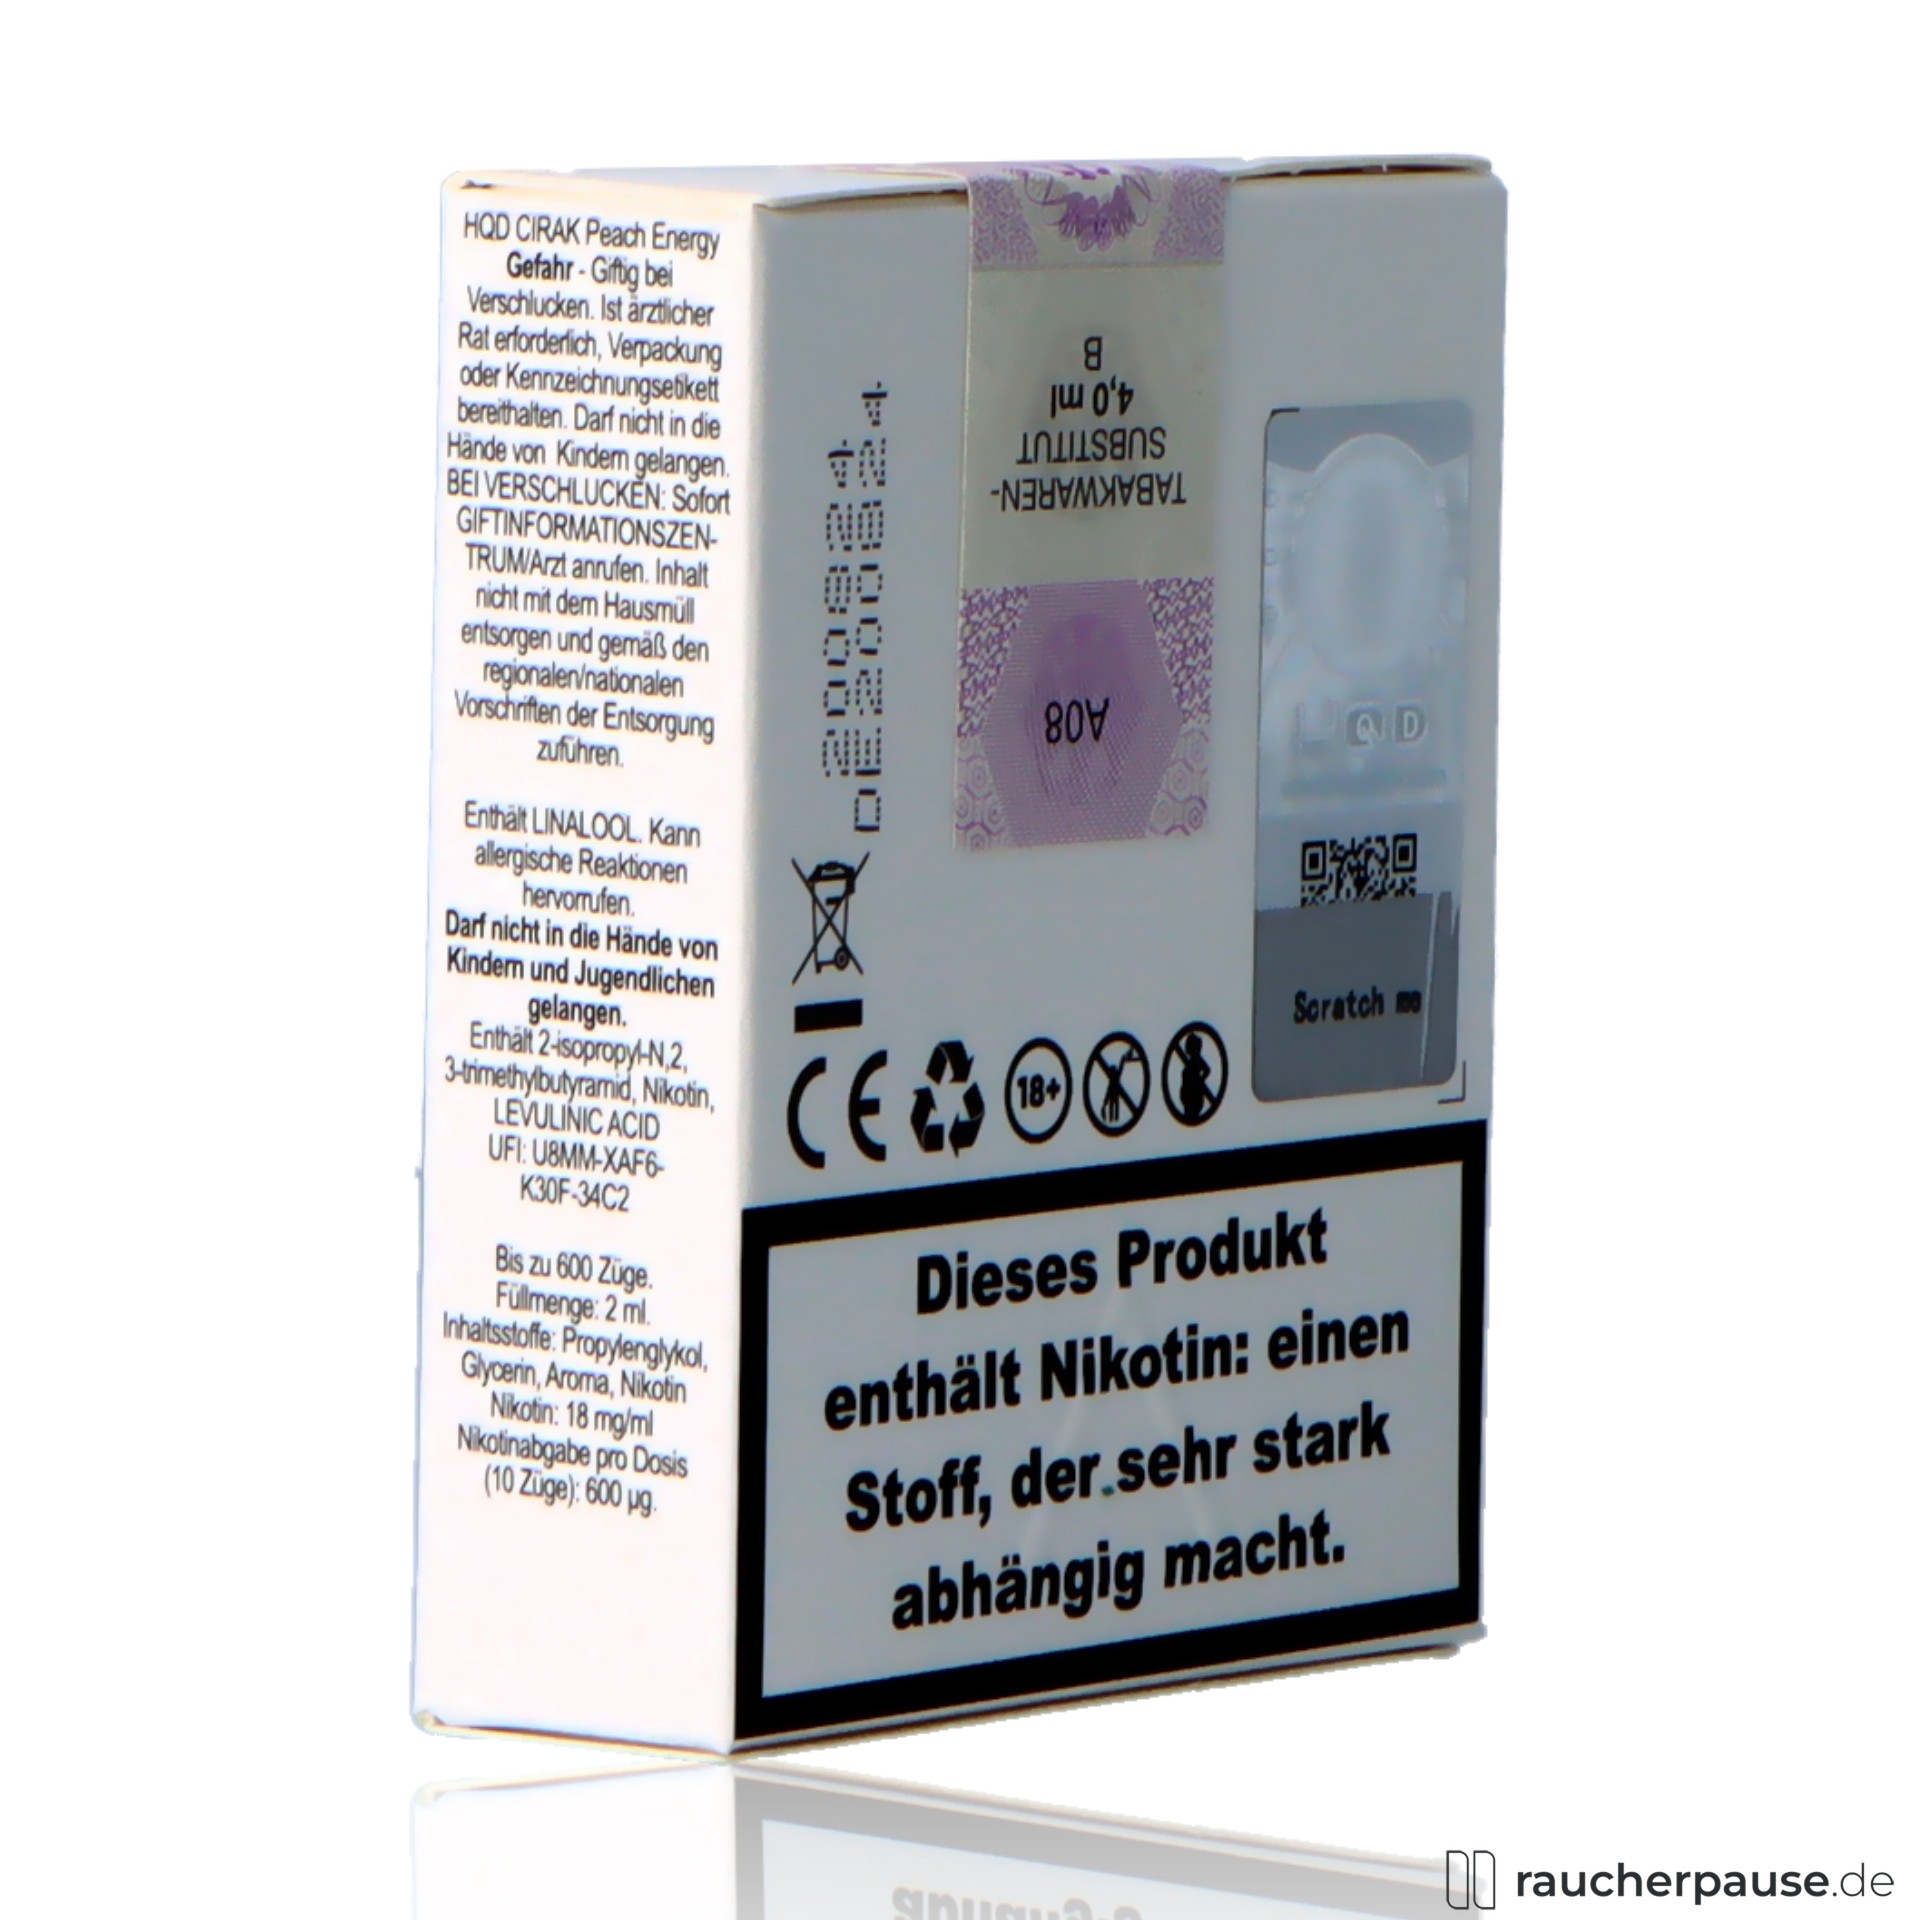 HQD CIRAK Peach Energy
Gefahr - Giftig bei
Verschlucken. Ist ärztlicher
Rat erforderlich, Verpackung
oder Kennzeichnungsetikett
bereithalten. Darf nicht in die
Hände von Kindern gelangen.
BEI VERSCHLUCKEN: Sofort
GIFTINFORMATIONSZEN-
TRUM/Arzt anrufen. Inhalt
nicht mit dem Hausmüll
entsorgen und gemäß den
regionalen/nationalen
Vorschriften der Entsorgung
zuführen.
Enthält LINALOOL. Kann
allergische Reaktionen
hervorrufen.
Darf nicht in die Hände von
Kindern und Jugendlichen
gelangen.
Enthält 2-isopropyl-N,2,
3-trimethylbutyramid, Nikotin,
LEVULINIC ACID
UFI: U8MM-XAF6-
K30F-34C2
Bis zu 600 Züge.
Füllmenge: 2 ml.
Inhaltsstoffe: Propylenglykol,
Glycerin, Aroma, Nikotin
Nikotin: 18 mg/ml
Nikotinabgabe pro Dosis
(10 Züge): 600 µg.
TABAKWAREN-
SUBSTITUT
4,0 ml
B
A08
HQD
Scratch me
CE
18+
Dieses Produkt
enthält Nikotin: einen
Stoff, der sehr stark
abhängig macht.
raucherpause.de